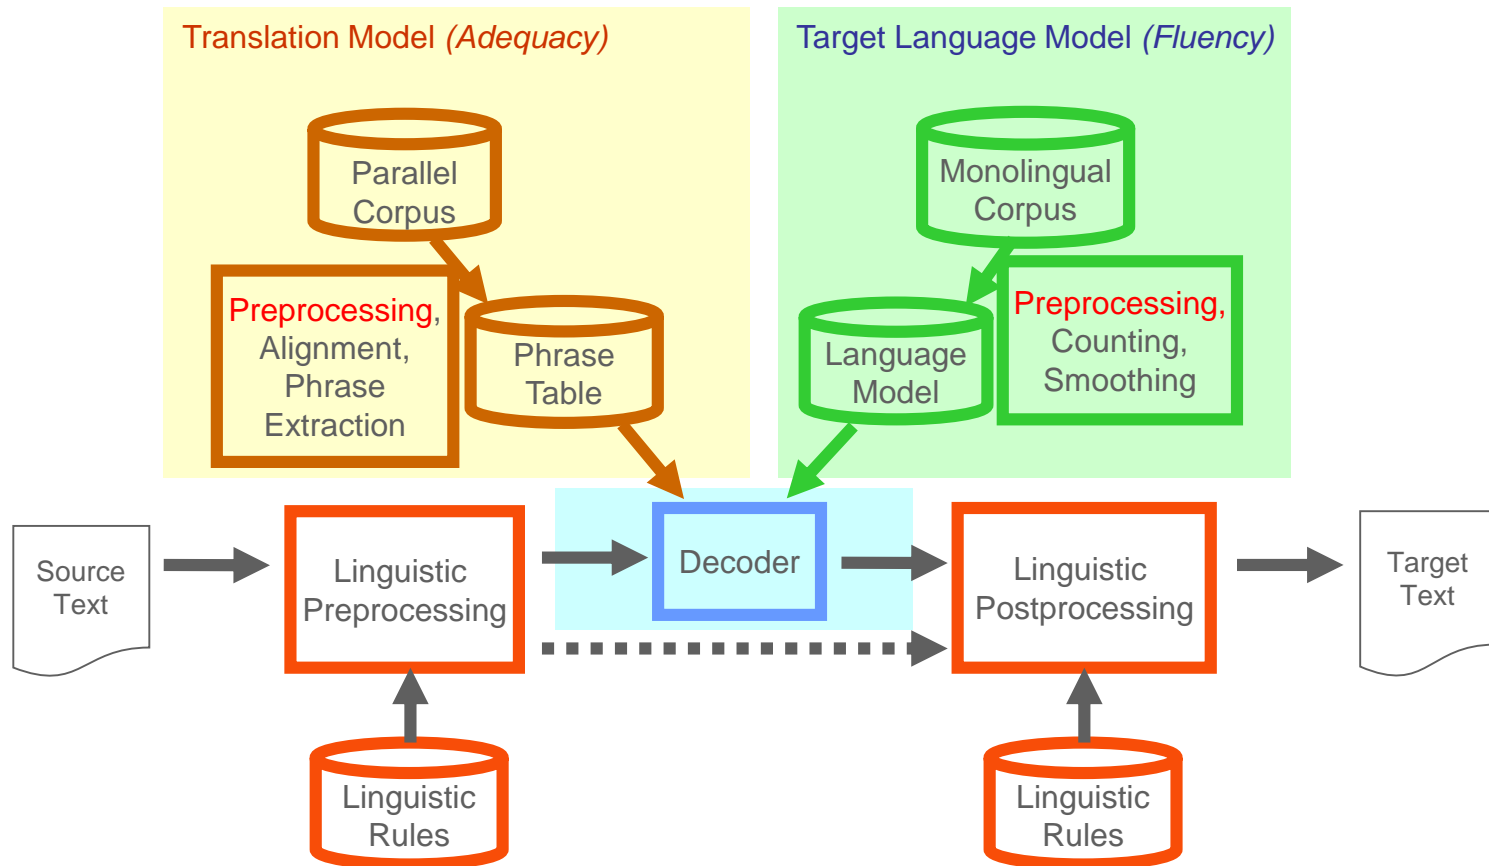 Translation Model (Adequacy)
Target Language Model (Fluency)
Parallel
Corpus
Monolingual
Corpus
Preprocessing,
Alignment,
Phrase
Extraction
Phrase
Table
Language
Model
Preprocessing,
Counting,
Smoothing
Source
Text
Linguistic
Preprocessing
Decoder
Linguistic
Postprocessing
Target
Text
Linguistic
Rules
Linguistic
Rules